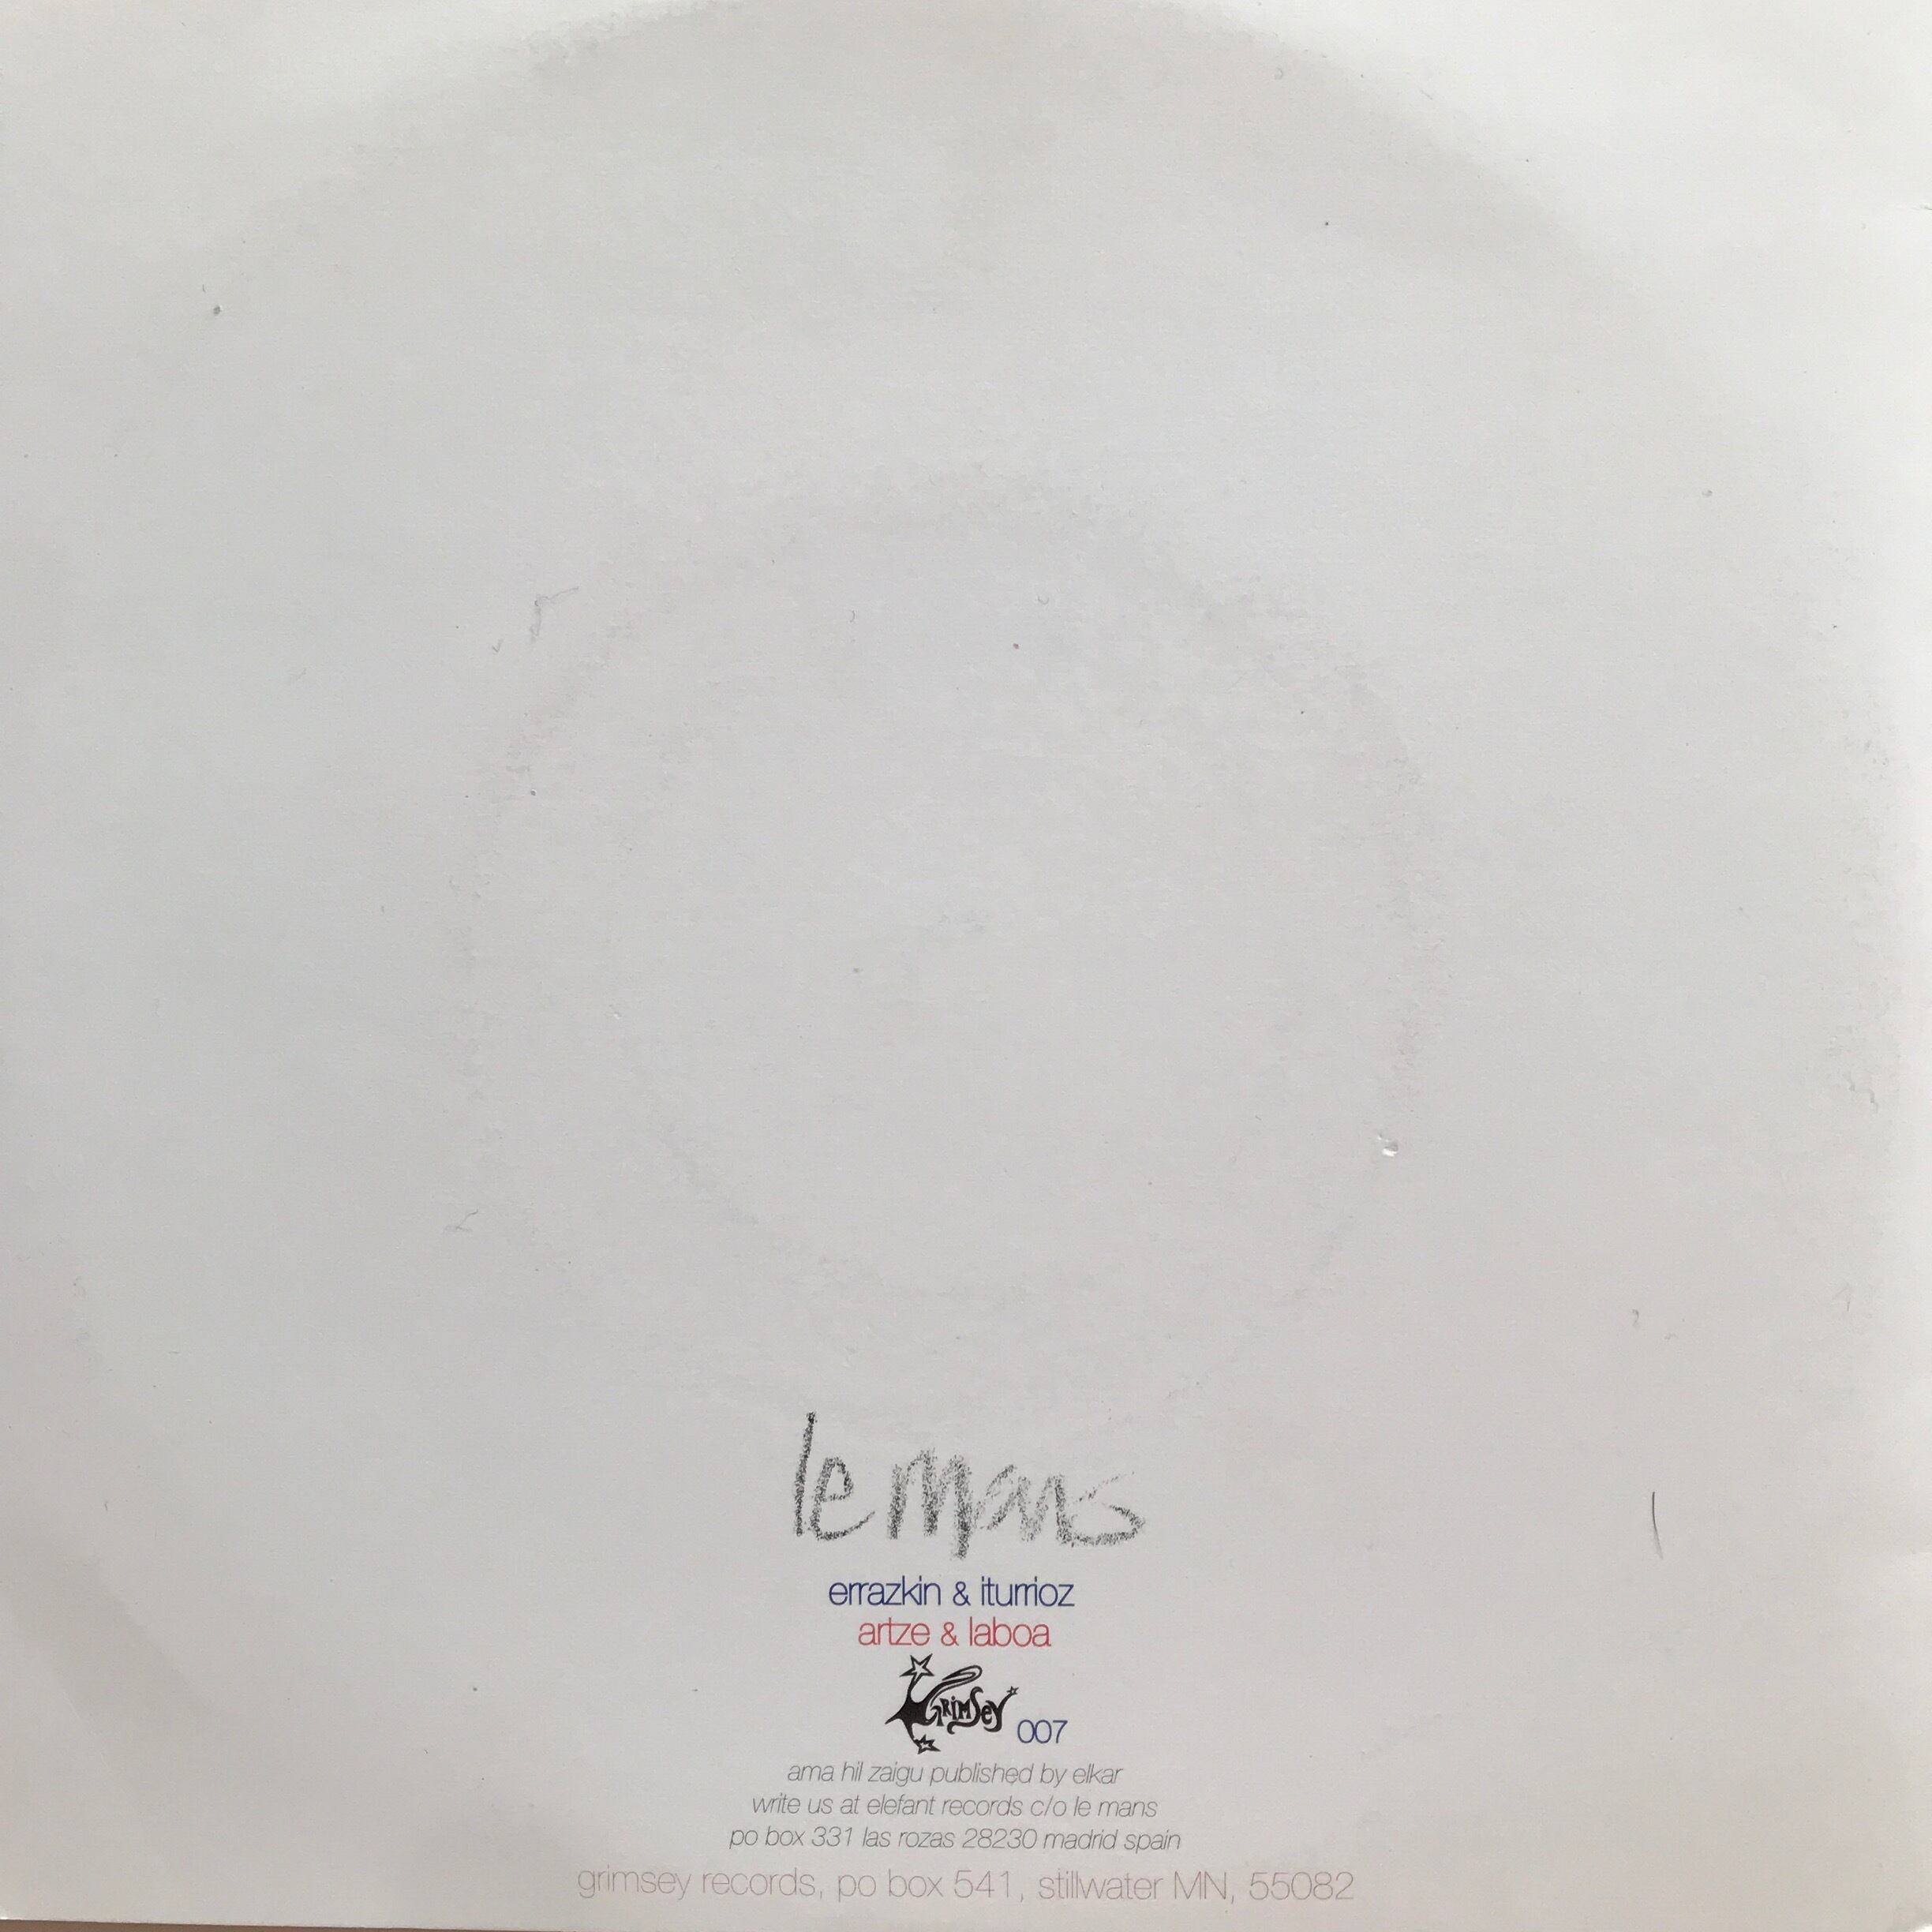 le mans
errazkin & iturrioz
artze & laboa
GRIMSEY 007
ama hil zaigu published by elkar
write us at elefant records c/o le mans
po box 331 las rozas 28230 madrid spain
grimsey records, po box 541, stillwater MN, 55082